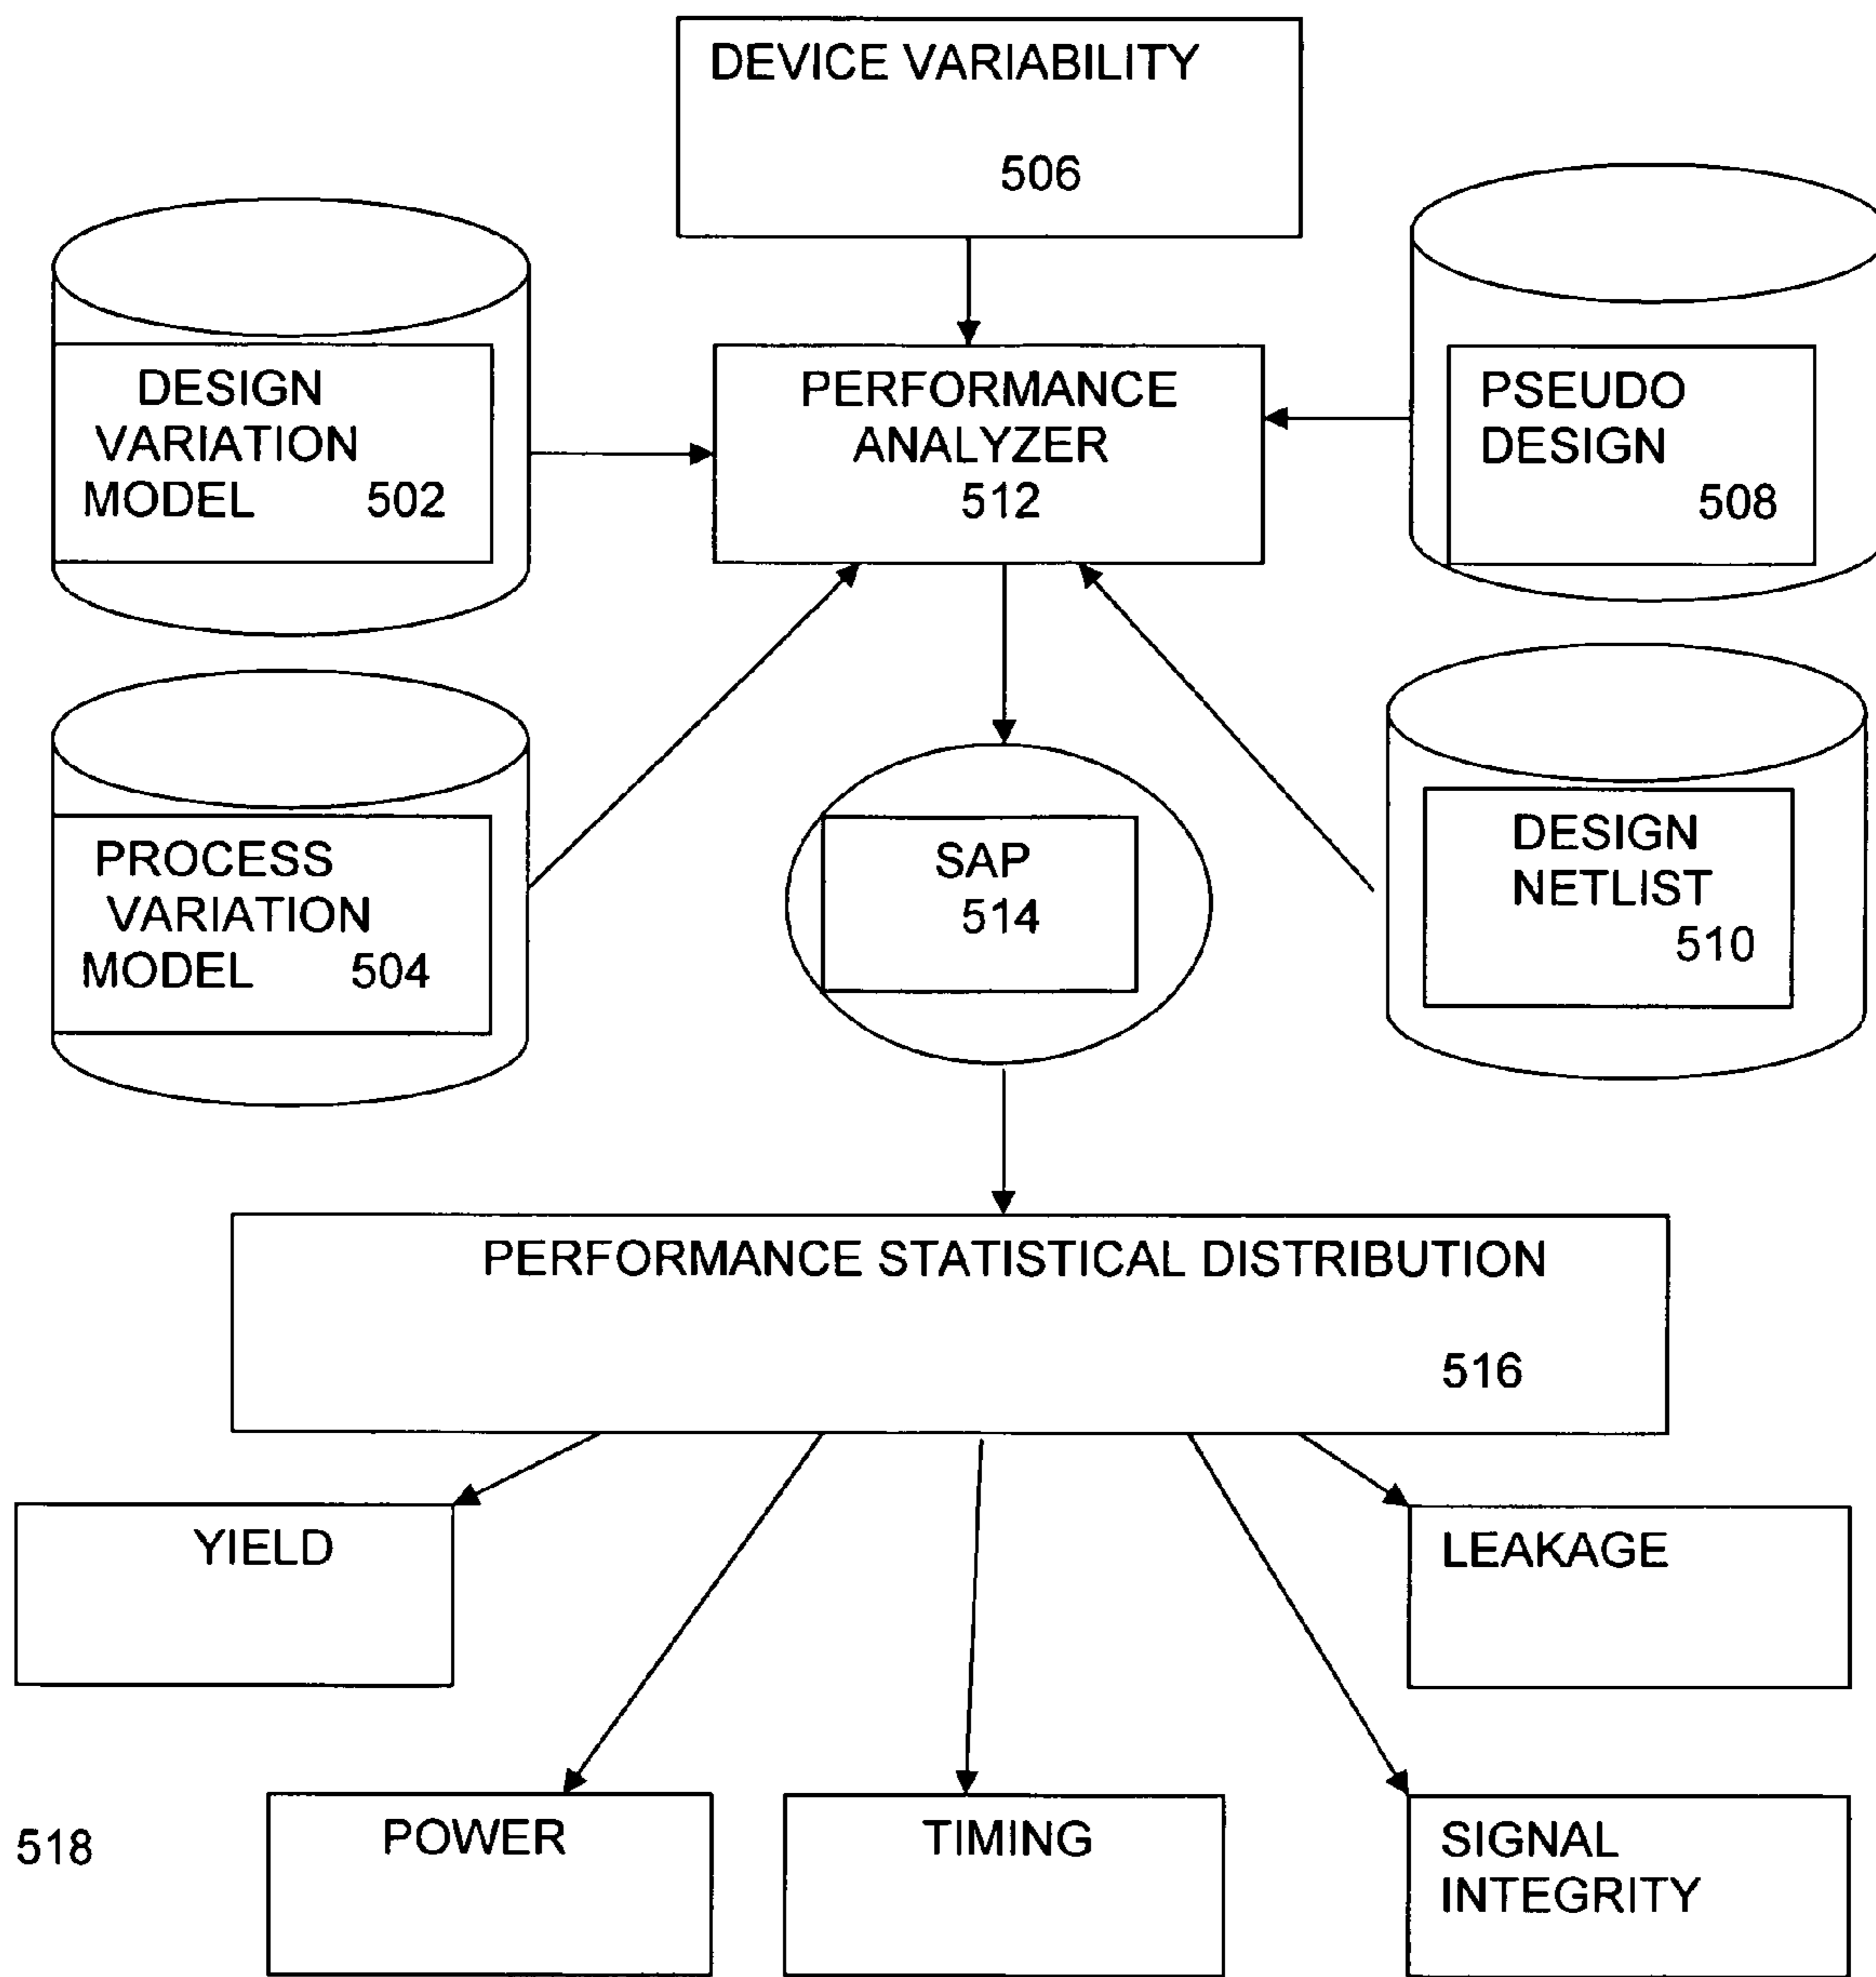 DEVICE VARIABILITY
506
DESIGN
VARIATION
MODEL 502
PERFORMANCE
ANALYZER
512
PSEUDO
DESIGN
508
PROCESS
VARIATION
MODEL 504
SAP
514
DESIGN
NETLIST
510
PERFORMANCE STATISTICAL DISTRIBUTION
516
YIELD
LEAKAGE
518
POWER
TIMING
SIGNAL
INTEGRITY